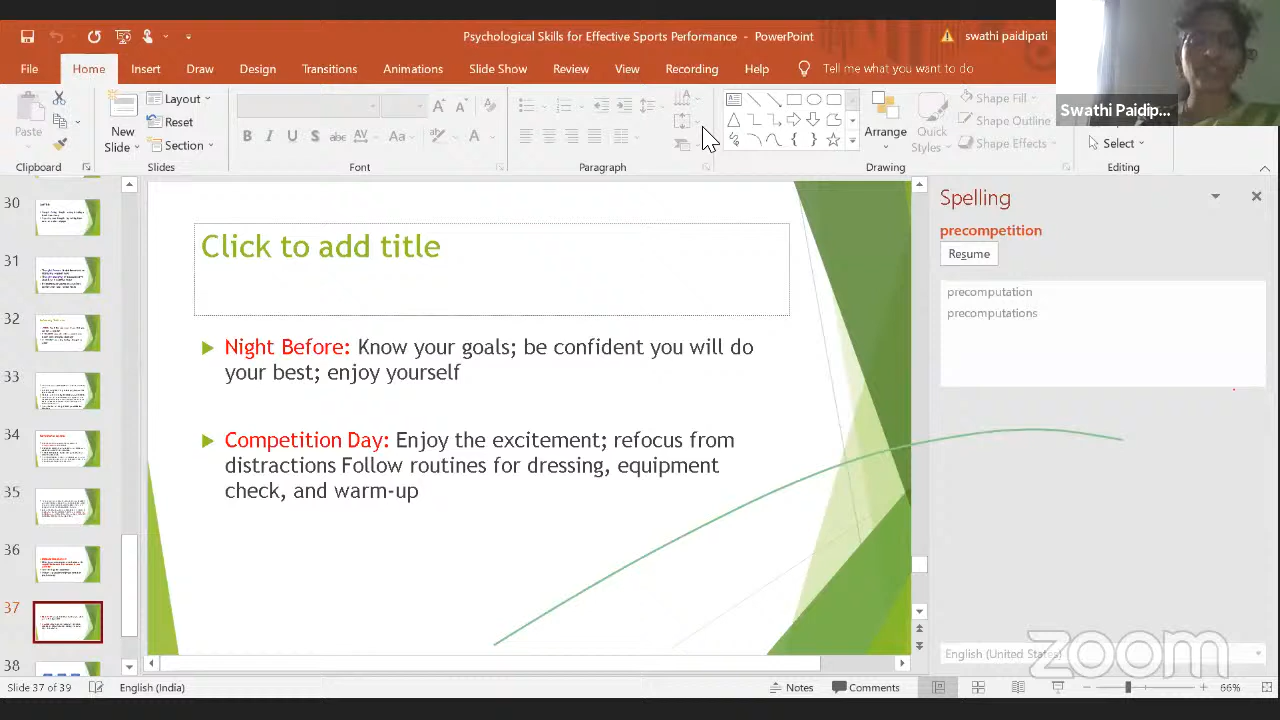 Psychological Skills for Effective Sports Performance - PowerPoint
swathi paidipati
File Home Insert Draw Design Transitions Animations Slide Show Review View Recording Help Tell me what you want to do
Swathi Paidip...
Paste
New
Slide
Layout
Reset
Section
B I U S abc AV Aa A
Arrange
Quick
Styles
Shape Fill
Shape Outline
Shape Effects
Select
Clipboard Slides Font Paragraph Drawing Editing
30
31
32
33
34
35
36
37
38
Click to add title
Night Before: Know your goals; be confident you will do
your best; enjoy yourself
Competition Day: Enjoy the excitement; refocus from
distractions Follow routines for dressing, equipment
check, and warm-up
Spelling
precompetition
Resume
precomputation
precomputations
English (United States)
zoom
Slide 37 of 39 English (India) Notes Comments 66%